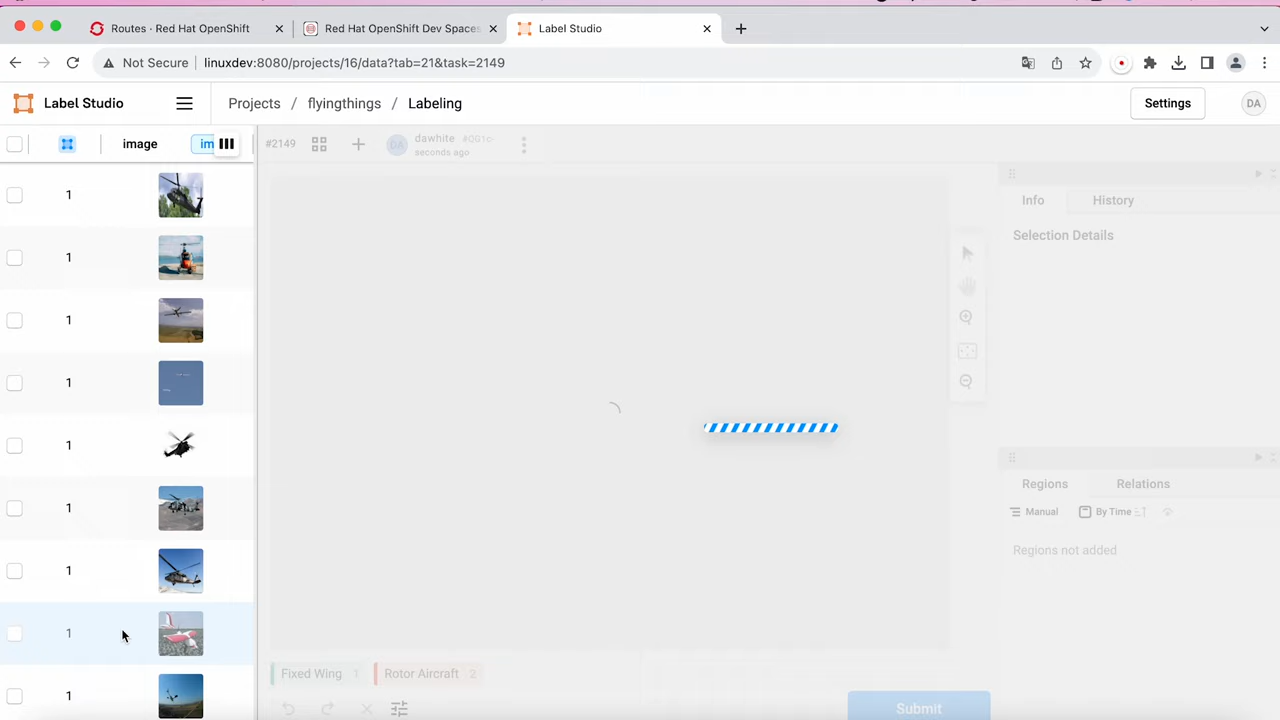 Routes · Red Hat OpenShift
Red Hat OpenShift Dev Spaces
Label Studio
Not Secure
linuxdev:8080/projects/16/data?tab=21&task=2149
Label Studio
Projects / flyingthings / Labeling
Settings
DA
image
im
#2149
DA
dawhite
seconds ago
1
1
1
1
1
1
1
1
1
Info
History
Selection Details
Regions
Relations
Manual
By Time
Regions not added
Fixed Wing 1
Rotor Aircraft 2
Submit